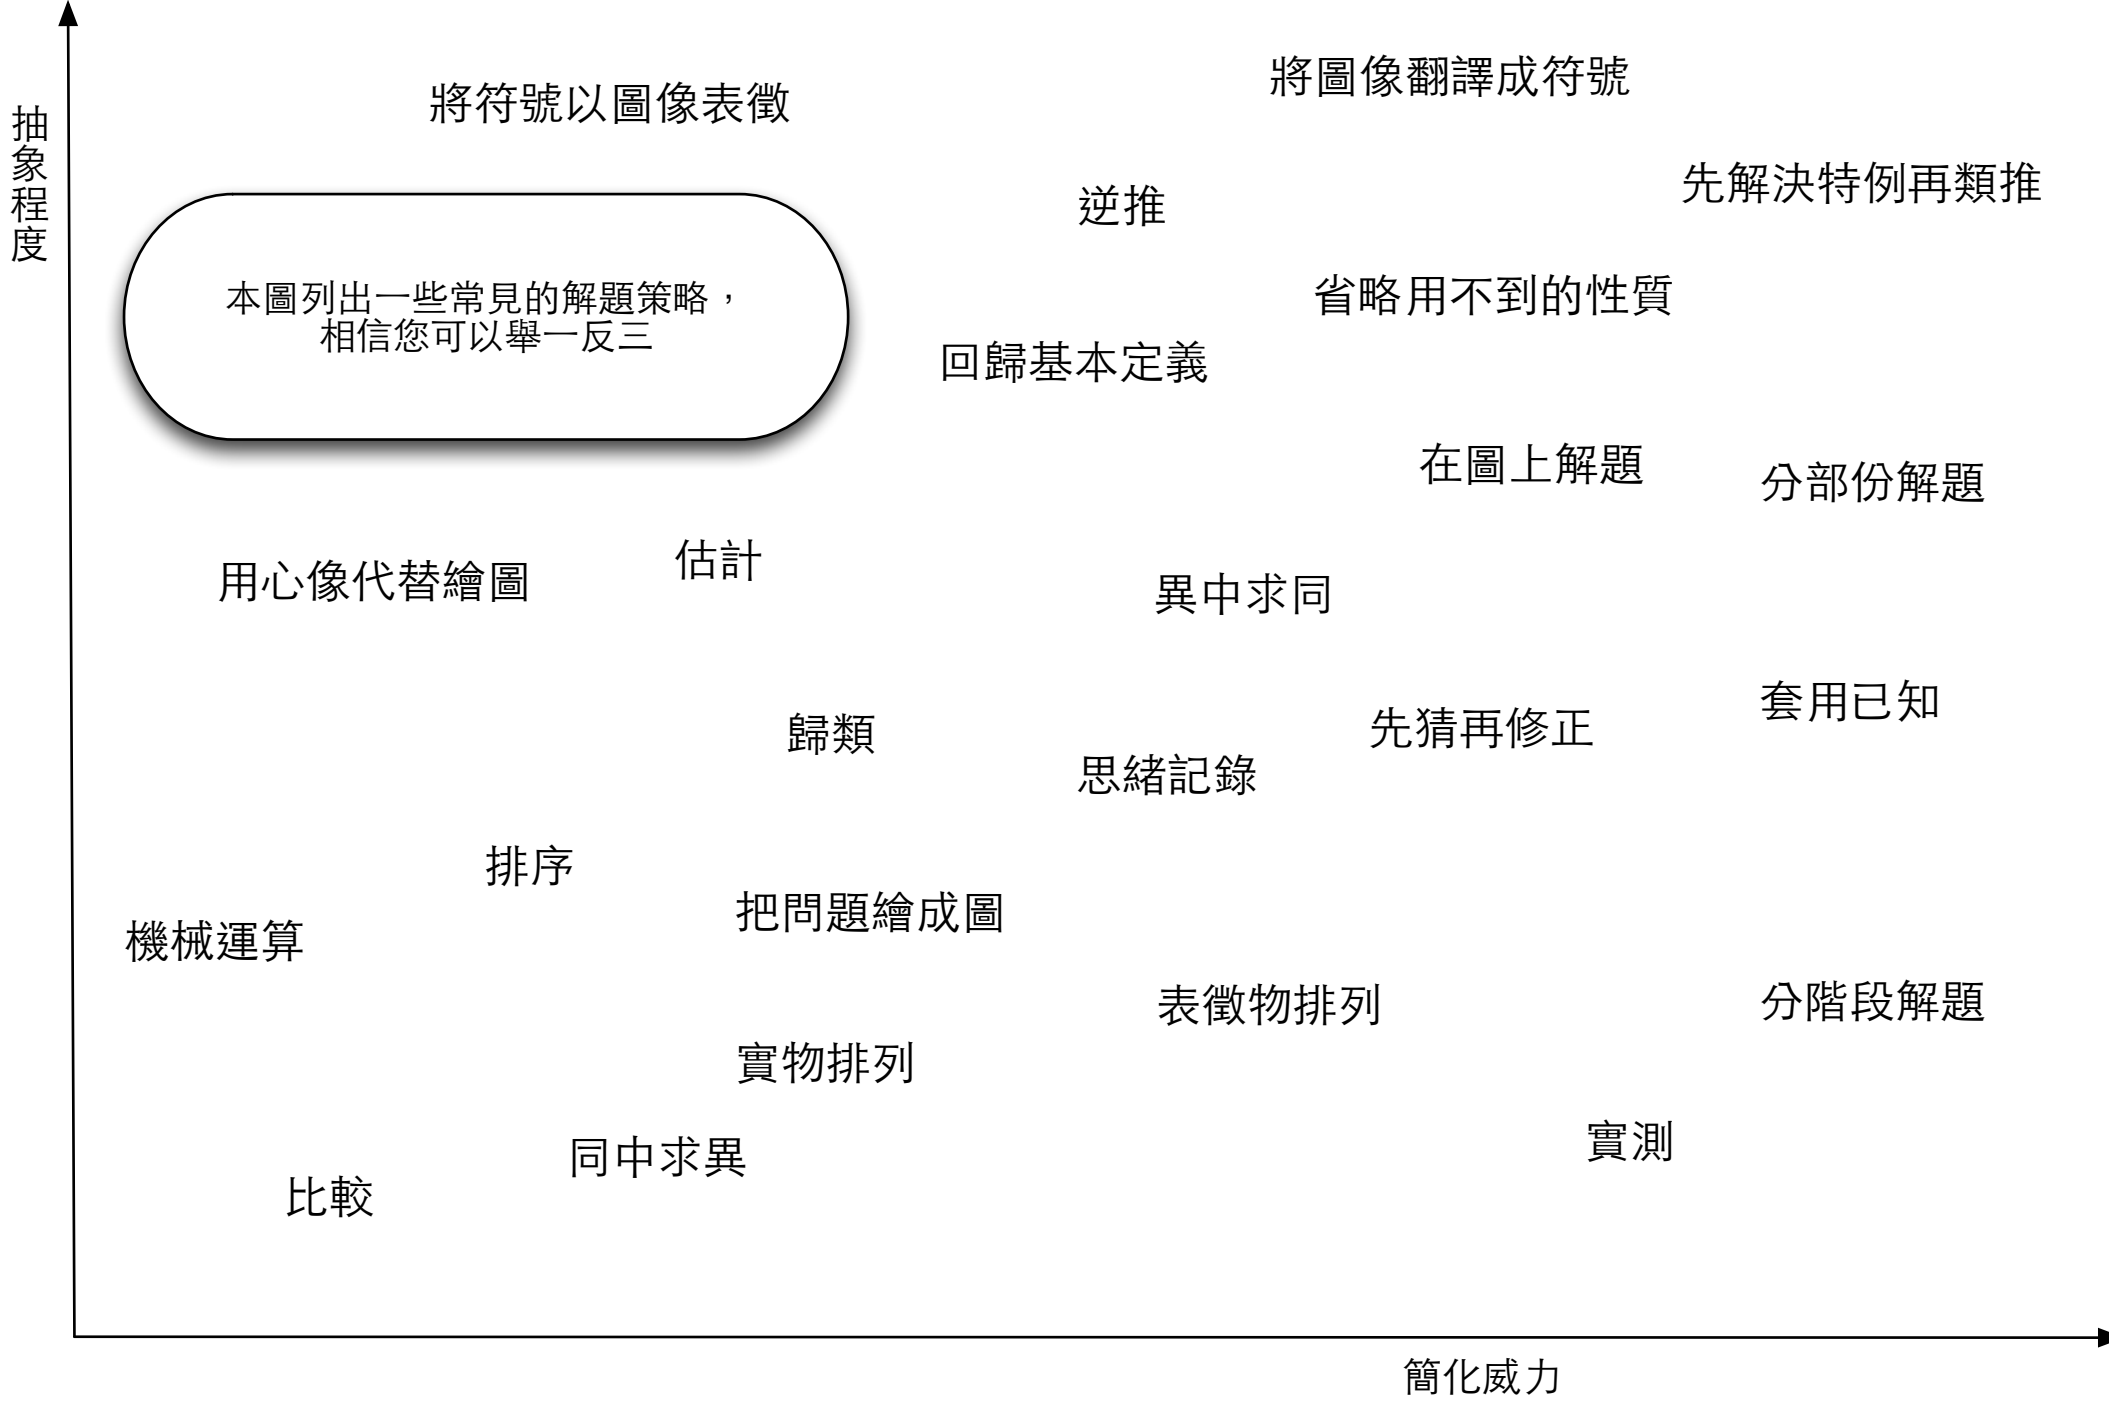 將圖像翻譯成符號
將符號以圖像表徵
抽象程度
先解決特例再類推
逆推
本圖列出一些常見的解題策略，
相信您可以舉一反三
省略用不到的性質
回歸基本定義
在圖上解題
分部份解題
估計
用心像代替繪圖
異中求同
套用已知
先猜再修正
歸類
思緒記錄
排序
把問題繪成圖
機械運算
分階段解題
表徵物排列
實物排列
實測
同中求異
比較
簡化威力